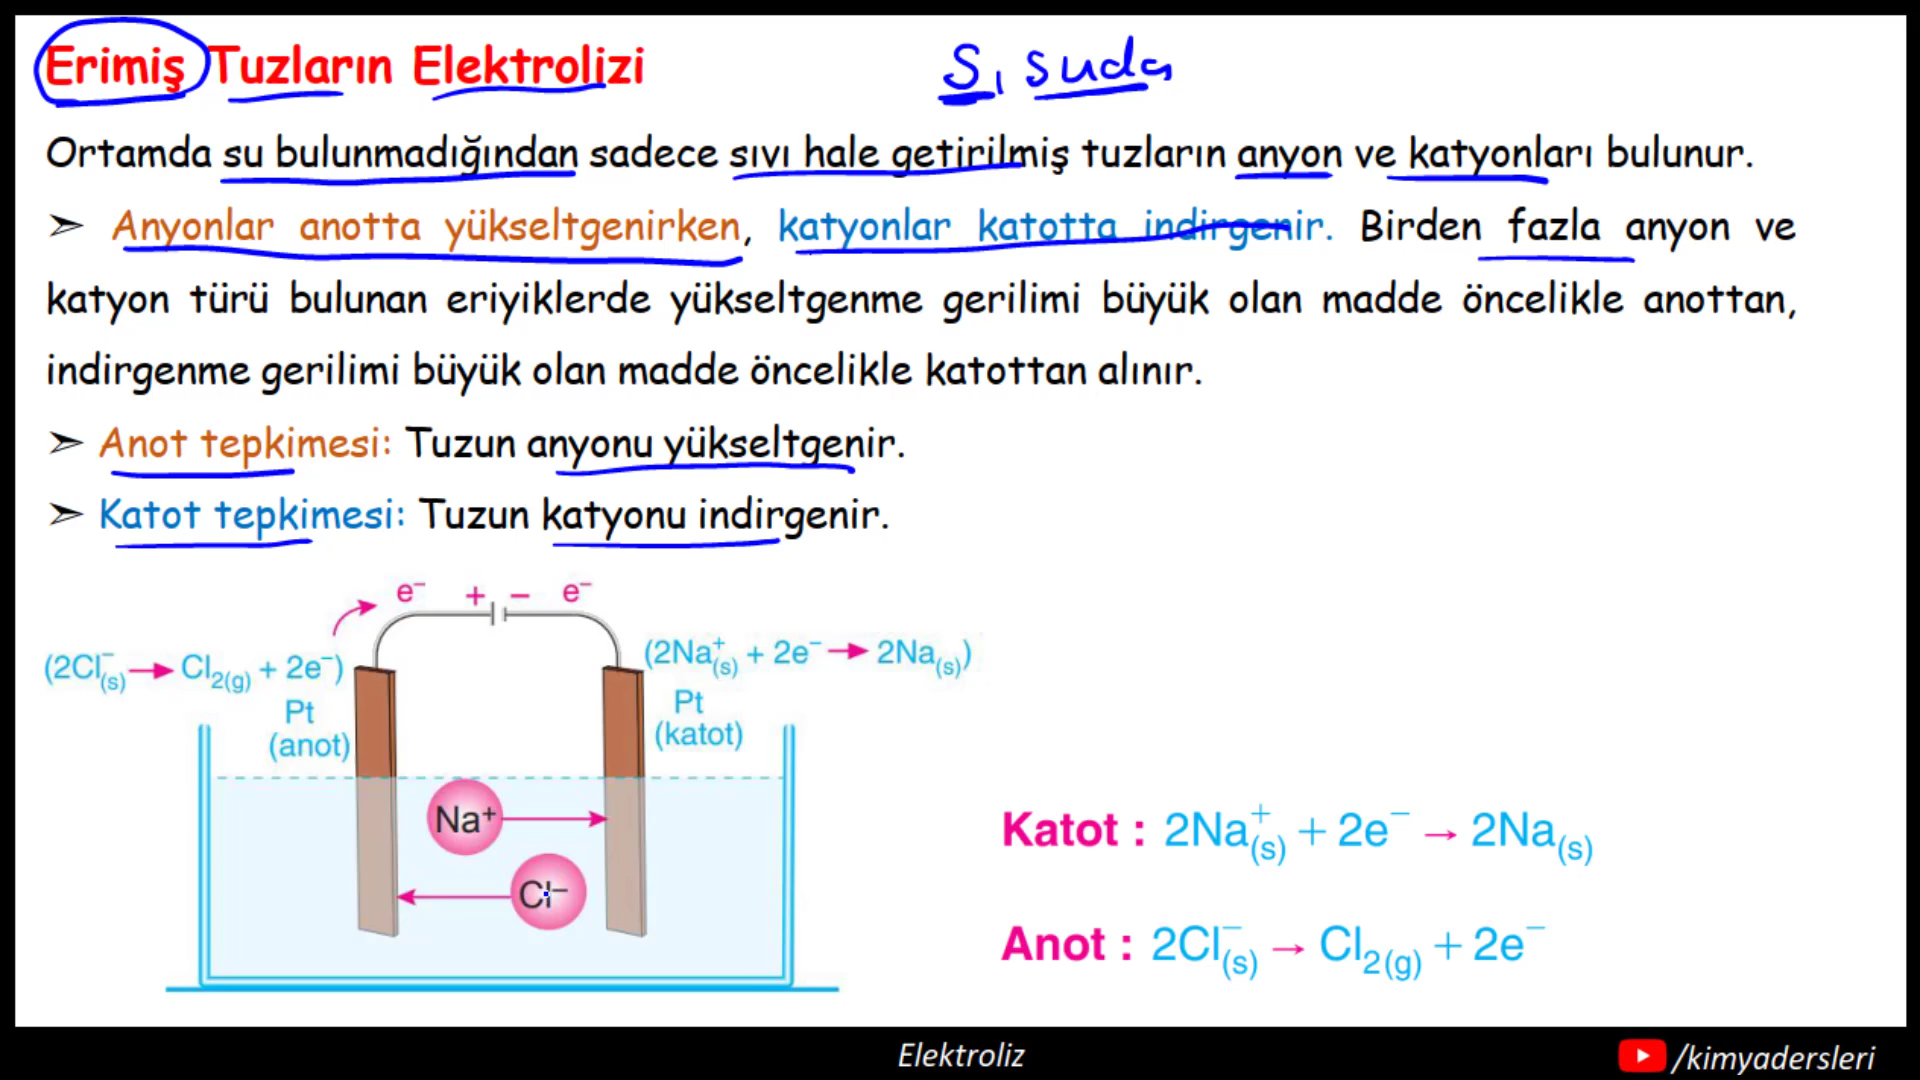 Erimiş Tuzların Elektrolizi
S, suda
Ortamda su bulunmadığından sadece sıvı hale getirilmiş tuzların anyon ve katyonları bulunur.
➤ Anyonlar anotta yükseltgenirken, katyonlar katotta indirgenir. Birden fazla anyon ve
katyon türü bulunan eriyiklerde yükseltgenme gerilimi büyük olan madde öncelikle anottan,
indirgenme gerilimi büyük olan madde öncelikle katottan alınır.
➤ Anot tepkimesi: Tuzun anyonu yükseltgenir.
➤ Katot tepkimesi: Tuzun katyonu indirgenir.
e⁻ + − e⁻
(2Cl⁻(s) → Cl₂(g) + 2e⁻)
(2Na⁺(s) + 2e⁻ → 2Na(s))
Pt
(anot)
Pt
(katot)
Na⁺
Cl⁻
Katot : 2Na⁺(s) + 2e⁻ → 2Na(s)
Anot : 2Cl⁻(s) → Cl₂(g) + 2e⁻
Elektroliz
/kimyadersleri